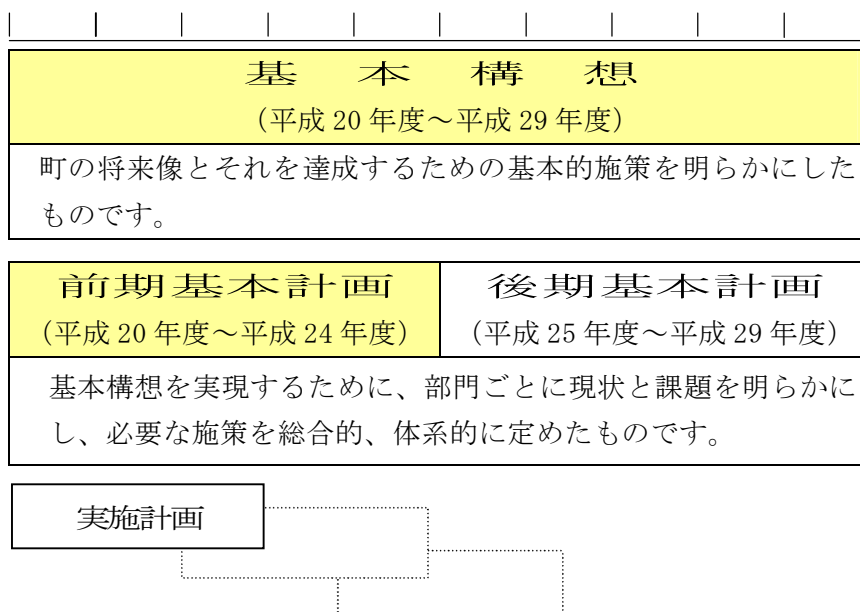 基本構想
（平成 20 年度～平成 29 年度）
町の将来像とそれを達成するための基本的施策を明らかにした
ものです。
前期基本計画
（平成 20 年度～平成 24 年度）
後期基本計画
（平成 25 年度～平成 29 年度）
基本構想を実現するために、部門ごとに現状と課題を明らかに
し、必要な施策を総合的、体系的に定めたものです。
実施計画